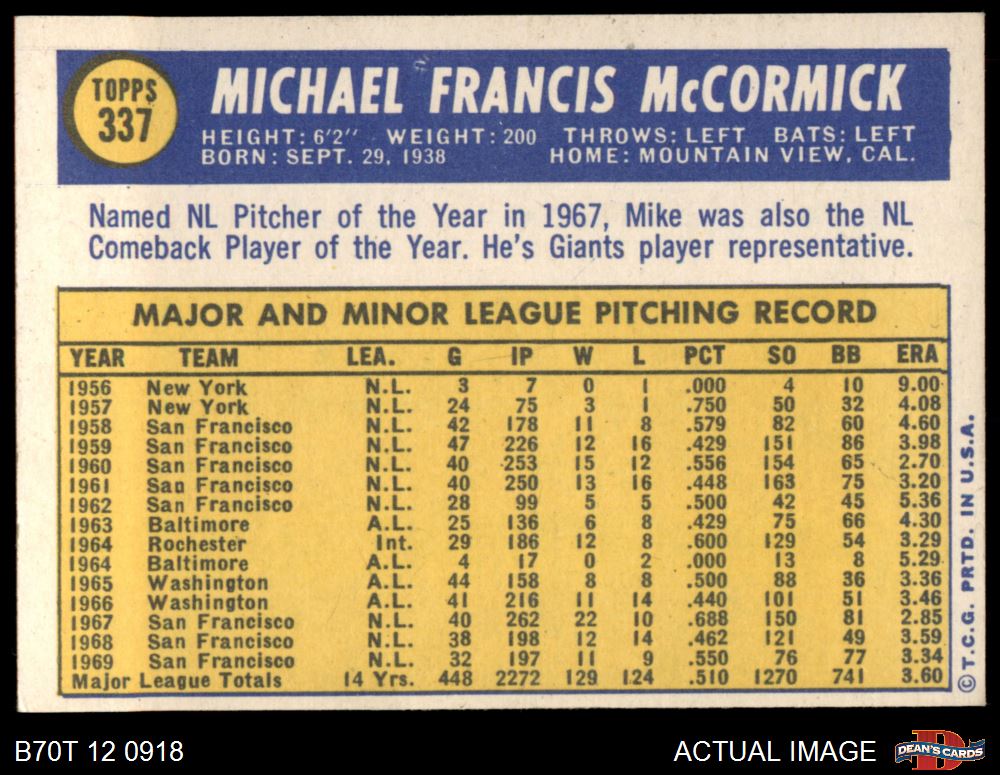 TOPPS
337
MICHAEL FRANCIS McCORMICK
HEIGHT: 6'2" WEIGHT: 200 THROWS: LEFT BATS: LEFT
BORN: SEPT. 29, 1938 HOME: MOUNTAIN VIEW, CAL.
Named NL Pitcher of the Year in 1967, Mike was also the NL
Comeback Player of the Year. He's Giants player representative.
MAJOR AND MINOR LEAGUE PITCHING RECORD
YEAR TEAM LEA. G IP W L PCT SO BB ERA
1956 New York N.L. 3 7 0 1 .000 4 10 9.00
1957 New York N.L. 24 75 3 1 .750 50 32 4.08
1958 San Francisco N.L. 42 178 11 8 .579 82 60 4.60
1959 San Francisco N.L. 47 226 12 16 .429 151 86 3.98
1960 San Francisco N.L. 40 253 15 12 .556 154 65 2.70
1961 San Francisco N.L. 40 250 13 16 .448 163 75 3.20
1962 San Francisco N.L. 28 99 5 5 .500 42 45 5.36
1963 Baltimore A.L. 25 136 6 8 .429 75 66 4.30
1964 Rochester Int. 29 186 12 8 .600 129 54 3.29
1964 Baltimore A.L. 4 17 0 2 .000 13 8 5.29
1965 Washington A.L. 44 158 8 8 .500 88 36 3.36
1966 Washington A.L. 41 216 11 14 .440 101 51 3.46
1967 San Francisco N.L. 40 262 22 10 .688 150 81 2.85
1968 San Francisco N.L. 38 198 12 14 .462 121 49 3.59
1969 San Francisco N.L. 32 197 11 9 .550 76 77 3.34
Major League Totals 14 Yrs. 448 2272 129 124 .510 1270 741 3.60
© T.C.G. PRTD. IN U.S.A.
B70T 12 0918
ACTUAL IMAGE
DEAN'S CARDS